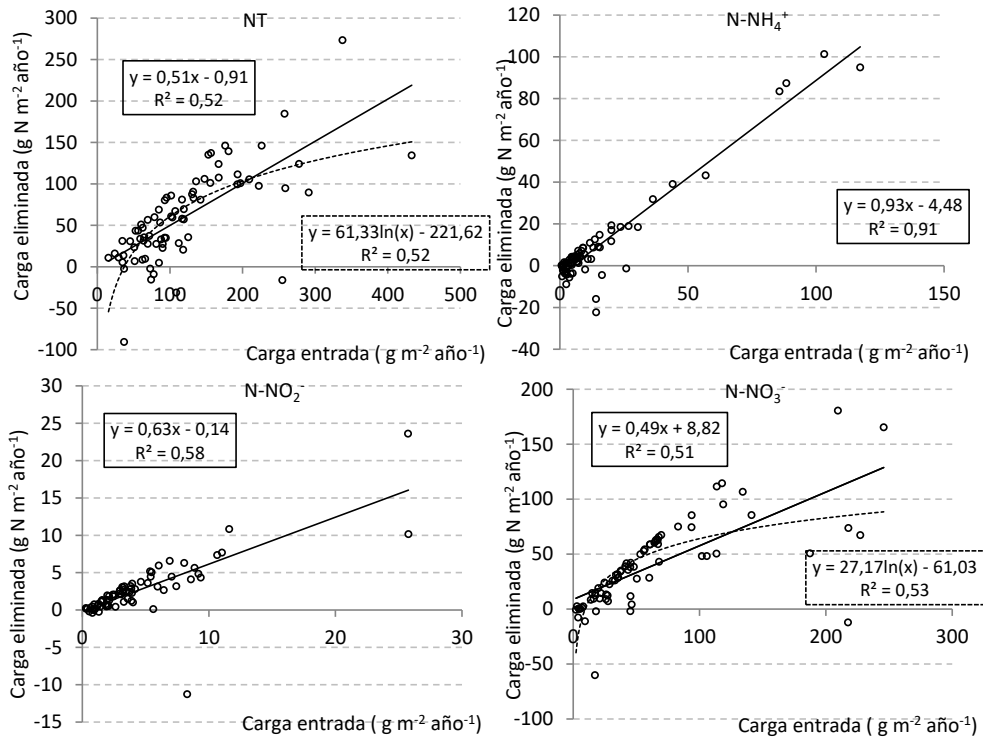 NT
Carga eliminada (g N m-2 año-1)
300
250
200
150
100
50
0
-50
-100
0 100 200 300 400 500
y = 0,51x - 0,91
R² = 0,52
y = 61,33ln(x) - 221,62
R² = 0,52
Carga entrada ( g m-2 año-1)
N-NH4+
Carga eliminada (g N m-2 año-1)
120
100
80
60
40
20
0
-20
-40
0 50 100 150
y = 0,93x - 4,48
R² = 0,91
Carga entrada ( g m-2 año-1)
N-NO2-
Carga eliminada (g N m-2 año-1)
30
25
20
15
10
5
0
-5
-10
-15
0 10 20 30
y = 0,63x - 0,14
R² = 0,58
Carga entrada ( g m-2 año-1)
N-NO3-
Carga eliminada (g N m-2 año-1)
200
150
100
50
0
-50
-100
0 100 200 300
y = 0,49x + 8,82
R² = 0,51
y = 27,17ln(x) - 61,03
R² = 0,53
Carga entrada ( g m-2 año-1)